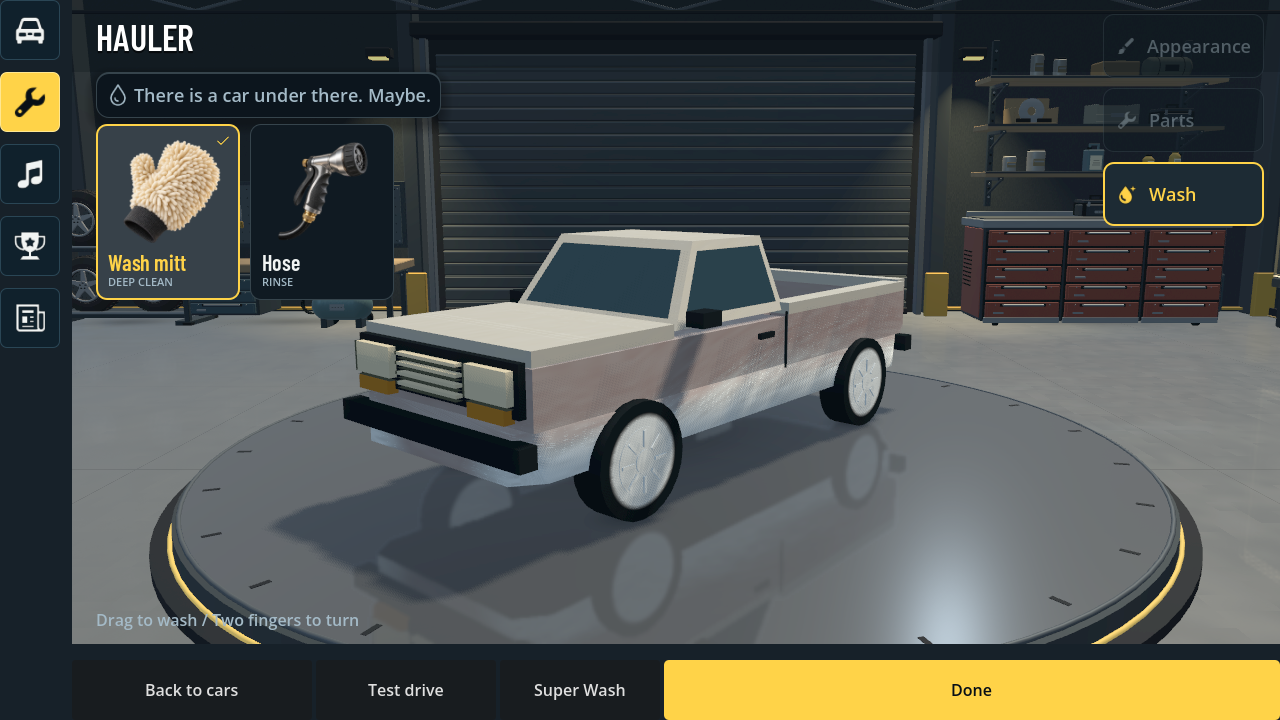 HAULER
There is a car under there. Maybe.
Wash mitt
DEEP CLEAN
Hose
RINSE
Appearance
Parts
Wash
Drag to wash / Two fingers to turn
Back to cars
Test drive
Super Wash
Done